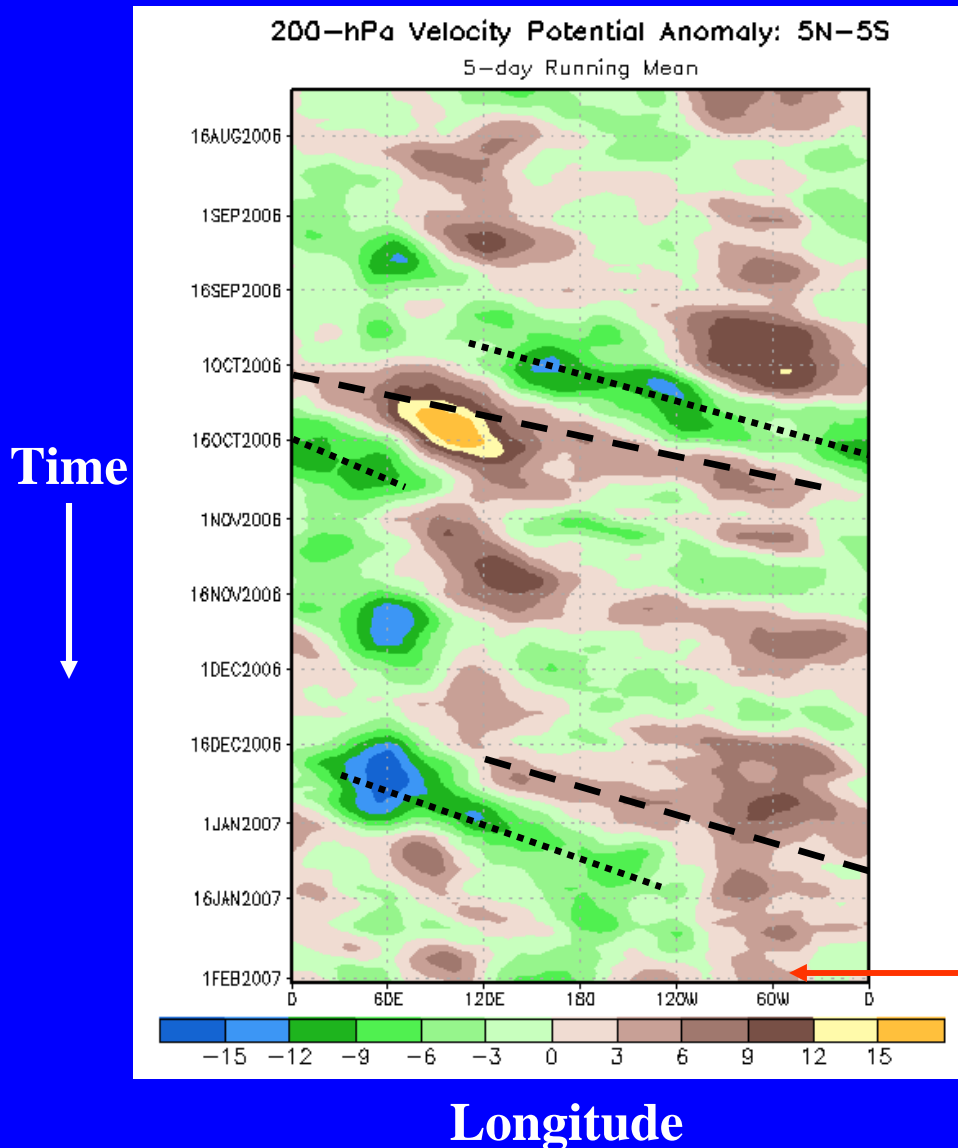 200-hPa Velocity Potential Anomaly: 5N-5S
5-day Running Mean
16AUG2006
1SEP2006
16SEP2006
1OCT2006
16OCT2006
Time
1NOV2006
16NOV2006
1DEC2006
16DEC2006
1JAN2007
16JAN2007
1FEB2007
0 60E 120E 180 120W 60W 0
-15 -12 -9 -6 -3 0 3 6 9 12 15
Longitude